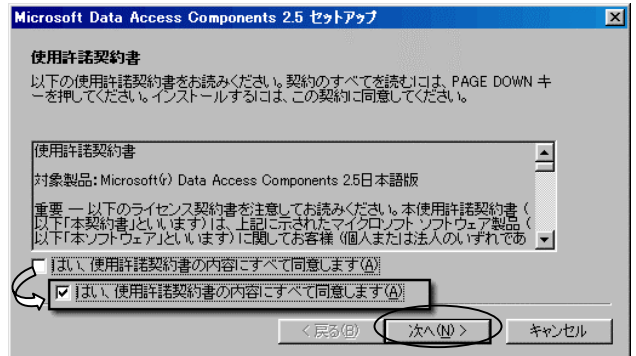 Microsoft Data Access Components 2.5 セットアップ
使用許諾契約書
以下の使用許諾契約書をお読みください。契約のすべてを読むには、PAGE DOWN キ
ーを押してください。インストールするには、この契約に同意してください。
使用許諾契約書
対象製品: Microsoft(r) Data Access Components 2.5日本語版
重要 — 以下のライセンス契約書を注意してお読みください。本使用許諾契約書 (
以下「本契約書」といいます) は、上記に示されたマイクロソフト ソフトウェア製品 (
以下「本ソフトウェア」といいます) に関してお客様 (個人または法人のいずれであ
はい、使用許諾契約書の内容にすべて同意します(A)
はい、使用許諾契約書の内容にすべて同意します(A)
< 戻る(B) 次へ(N) > キャンセル